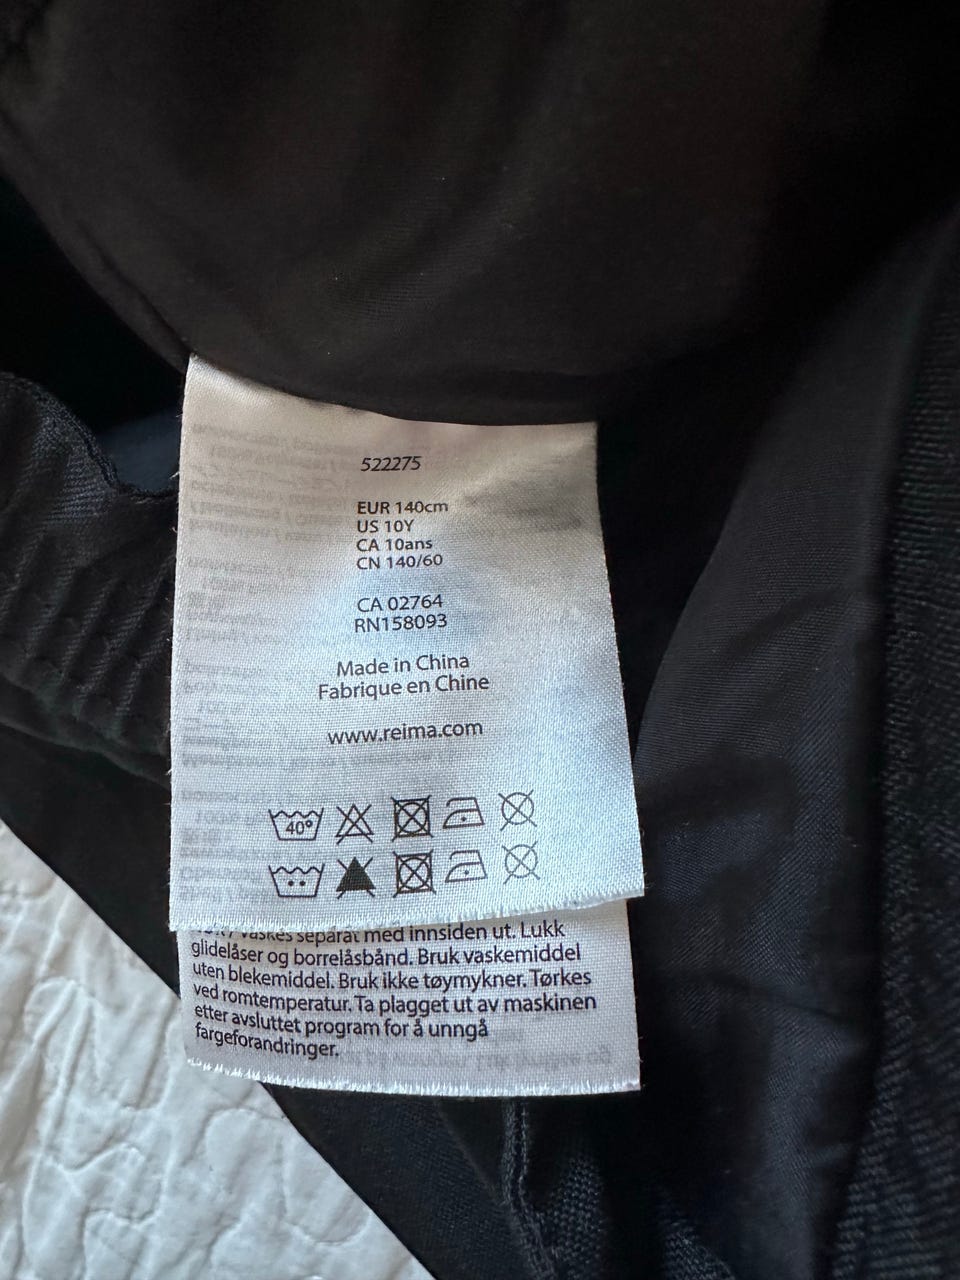 522275
EUR 140cm
US 10Y
CA 10ans
CN 140/60
CA 02764
RN158093
Made in China
Fabrique en Chine
www.reima.com
40°
vaskes separat med innsiden ut. Lukk
glidelåser og borrelåsbånd. Bruk vaskemiddel
uten blekemiddel. Bruk ikke tøymykner. Tørkes
ved romtemperatur. Ta plagget ut av maskinen
etter avsluttet program for å unngå
fargeforandringer.